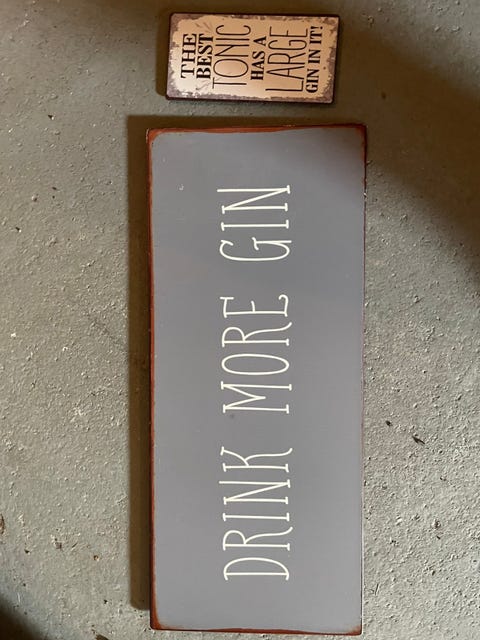 THE
BEST
TONIC
HAS A
LARGE
GIN IN IT!
DRINK MORE GIN